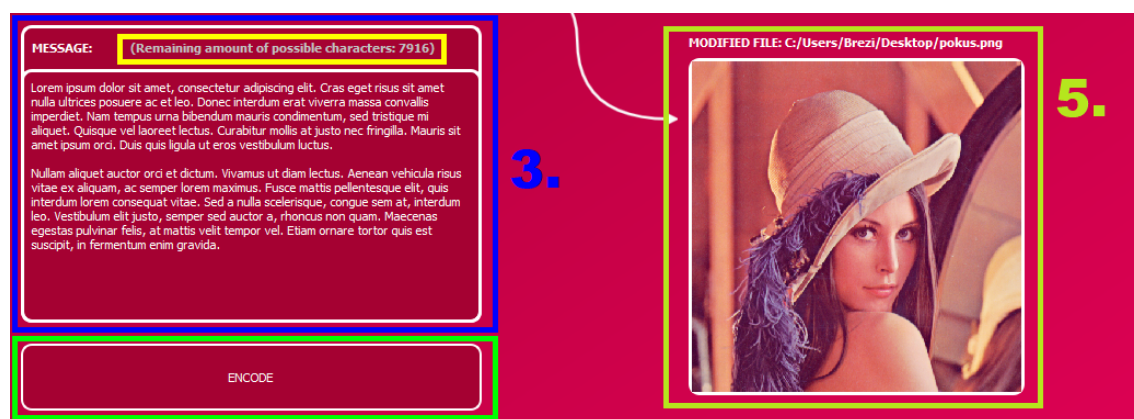 MESSAGE: (Remaining amount of possible characters: 7916)
Lorem ipsum dolor sit amet, consectetur adipiscing elit. Cras eget risus sit amet
nulla ultrices posuere ac et leo. Donec interdum erat viverra massa convallis
imperdiet. Nam tempus urna bibendum mauris condimentum, sed tristique mi
aliquet. Quisque vel laoreet lectus. Curabitur mollis at justo nec fringilla. Mauris sit
amet ipsum orci. Duis quis ligula ut eros vestibulum luctus.
Nullam aliquet auctor orci et dictum. Vivamus ut diam lectus. Aenean vehicula risus
vitae ex aliquam, ac semper lorem maximus. Fusce mattis pellentesque elit, quis
interdum lorem consequat vitae. Sed a nulla scelerisque, congue sem at, interdum
leo. Vestibulum elit justo, semper sed auctor a, rhoncus non quam. Maecenas
egestas pulvinar felis, at mattis velit tempor vel. Etiam ornare tortor quis est
suscipit, in fermentum enim gravida.
ENCODE
3.
MODIFIED FILE: C:/Users/Brezi/Desktop/pokus.png
5.